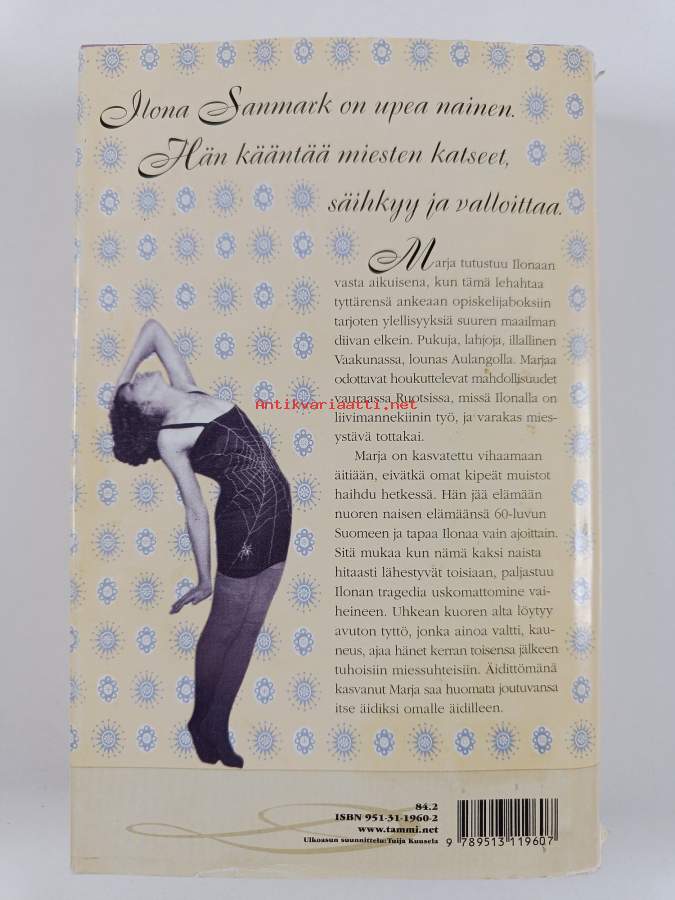 Ilona Sanmark on upea nainen.
Hän kääntää miesten katseet,
säihkyy ja valloittaa.
Marja tutustuu Ilonaan
vasta aikuisena, kun tämä lehahtaa
tyttärensä ankeaan opiskelijaboksiin
tarjoten ylellisyyksiä suuren maailman
diivan elkein. Pukuja, lahjoja, illallinen
Vaakunassa, lounas Aulangolla. Marjaa
odottavat houkuttelevat mahdollisuudet
Antikvariaatti.net
vauraassa Ruotsissa, missä Ilonalla on
liivimannekiinin työ, ja varakas mies-
ystävä tottakai.
Marja on kasvatettu vihaamaan
äitiään, eivätkä omat kipeät muistot
haihdu hetkessä. Hän jää elämään
nuoren naisen elämäänsä 60-luvun
Suomeen ja tapaa Ilonaa vain ajoittain.
Sitä mukaa kun nämä kaksi naista
hitaasti lähestyvät toisiaan, paljastuu
Ilonan tragedia uskomattomine vai-
heineen. Uhkean kuoren alta löytyy
avuton tyttö, jonka ainoa valtti, kau-
neus, ajaa hänet kerran toisensa jälkeen
tuhoisiin miessuhteisiin. Äidittömänä
kasvanut Marja saa huomata joutuvansa
itse äidiksi omalle äidilleen.
84.2
ISBN 951-31-1960-2
www.tammi.net
Ulkoasun suunnittelu: Tuija Kuusela
9 789513 119607